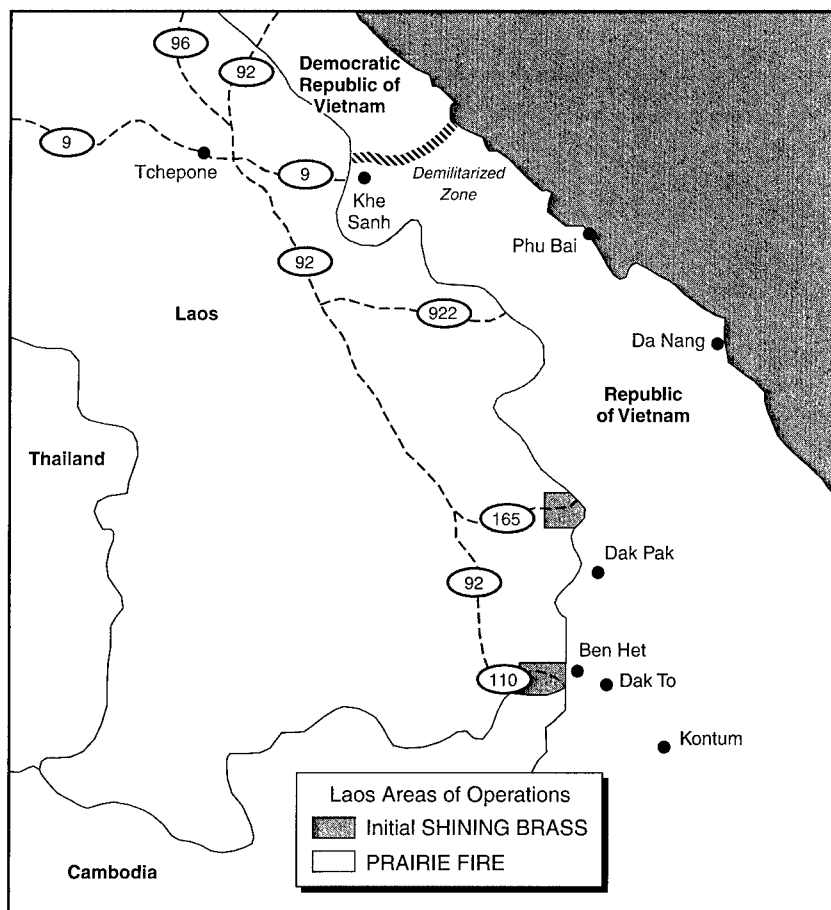 96
92
Democratic
Republic of
Vietnam
9
Tchepone
9
Khe
Sanh
Demilitarized
Zone
Phu Bai
92
Laos
922
Da Nang
Republic
of Vietnam
Thailand
165
Dak Pak
92
Ben Het
110
Dak To
Kontum
Laos Areas of Operations
Initial SHINING BRASS
PRAIRIE FIRE
Cambodia